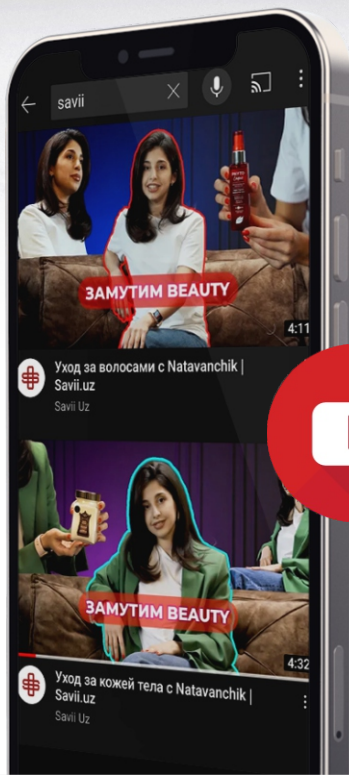 savii
ЗАМУТИМ BEAUTY
4:11
Уход за волосами с Natavanchik |
Savii.uz
Savii Uz
ЗАМУТИМ BEAUTY
4:32
Уход за кожей тела с Natavanchik |
Savii.uz
Savii Uz